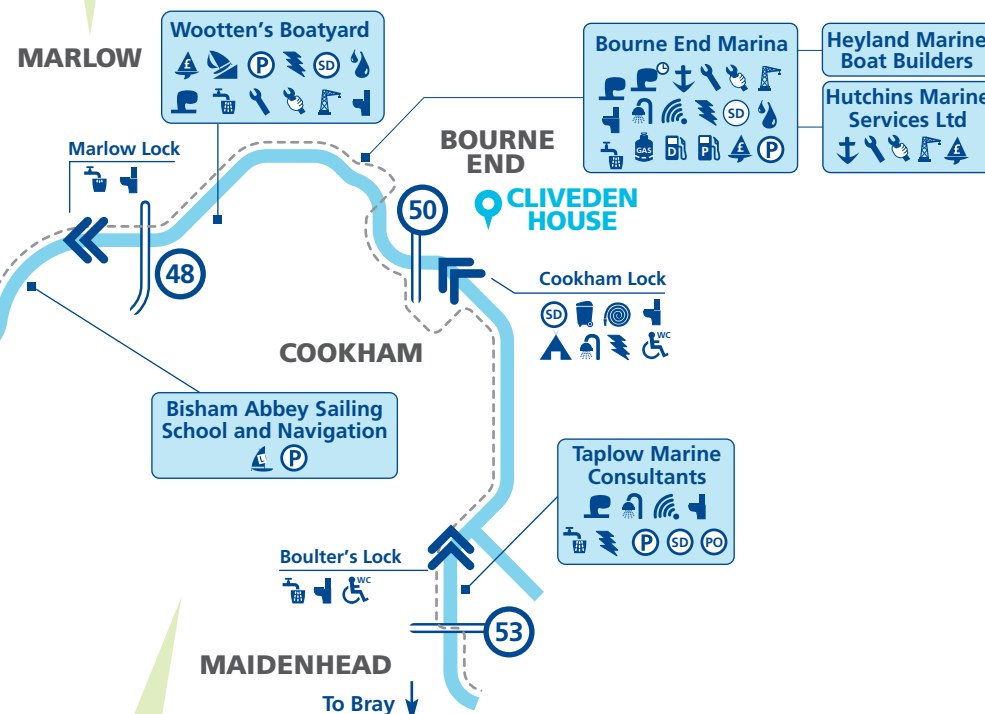 MARLOW
Wootten's Boatyard
£
P
SD
Bourne End Marina
SD
GAS
D
P
£
P
Heyland Marine
Boat Builders
Hutchins Marine
Services Ltd
£
Marlow Lock
BOURNE
END
CLIVEDEN
HOUSE
50
48
Cookham Lock
SD
WC
COOKHAM
Bisham Abbey Sailing
School and Navigation
L
P
Taplow Marine
Consultants
P
SD
PO
Boulter's Lock
WC
53
MAIDENHEAD
To Bray